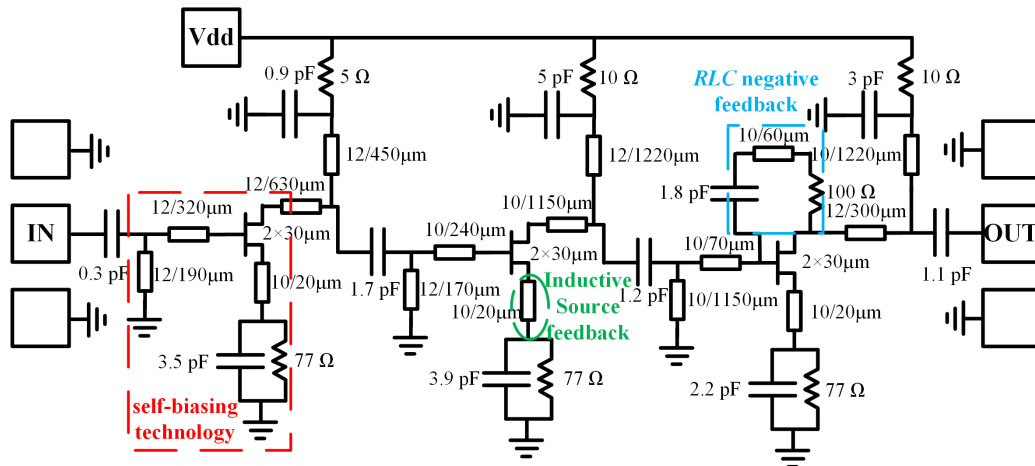 Vdd
0.9 pF
5 Ω
5 pF
10 Ω
RLC negative
feedback
3 pF
10 Ω
12/450μm
12/1220μm
10/60μm
10/1220μm
12/630μm
1.8 pF
100 Ω
12/320μm
10/1150μm
12/300μm
IN
2×30μm
10/240μm
2×30μm
10/70μm
2×30μm
OUT
0.3 pF
12/190μm
10/20μm
1.7 pF
12/170μm
10/20μm
Inductive
Source
feedback
1.2 pF
10/1150μm
10/20μm
1.1 pF
3.5 pF
77 Ω
3.9 pF
77 Ω
2.2 pF
77 Ω
self-biasing
technology